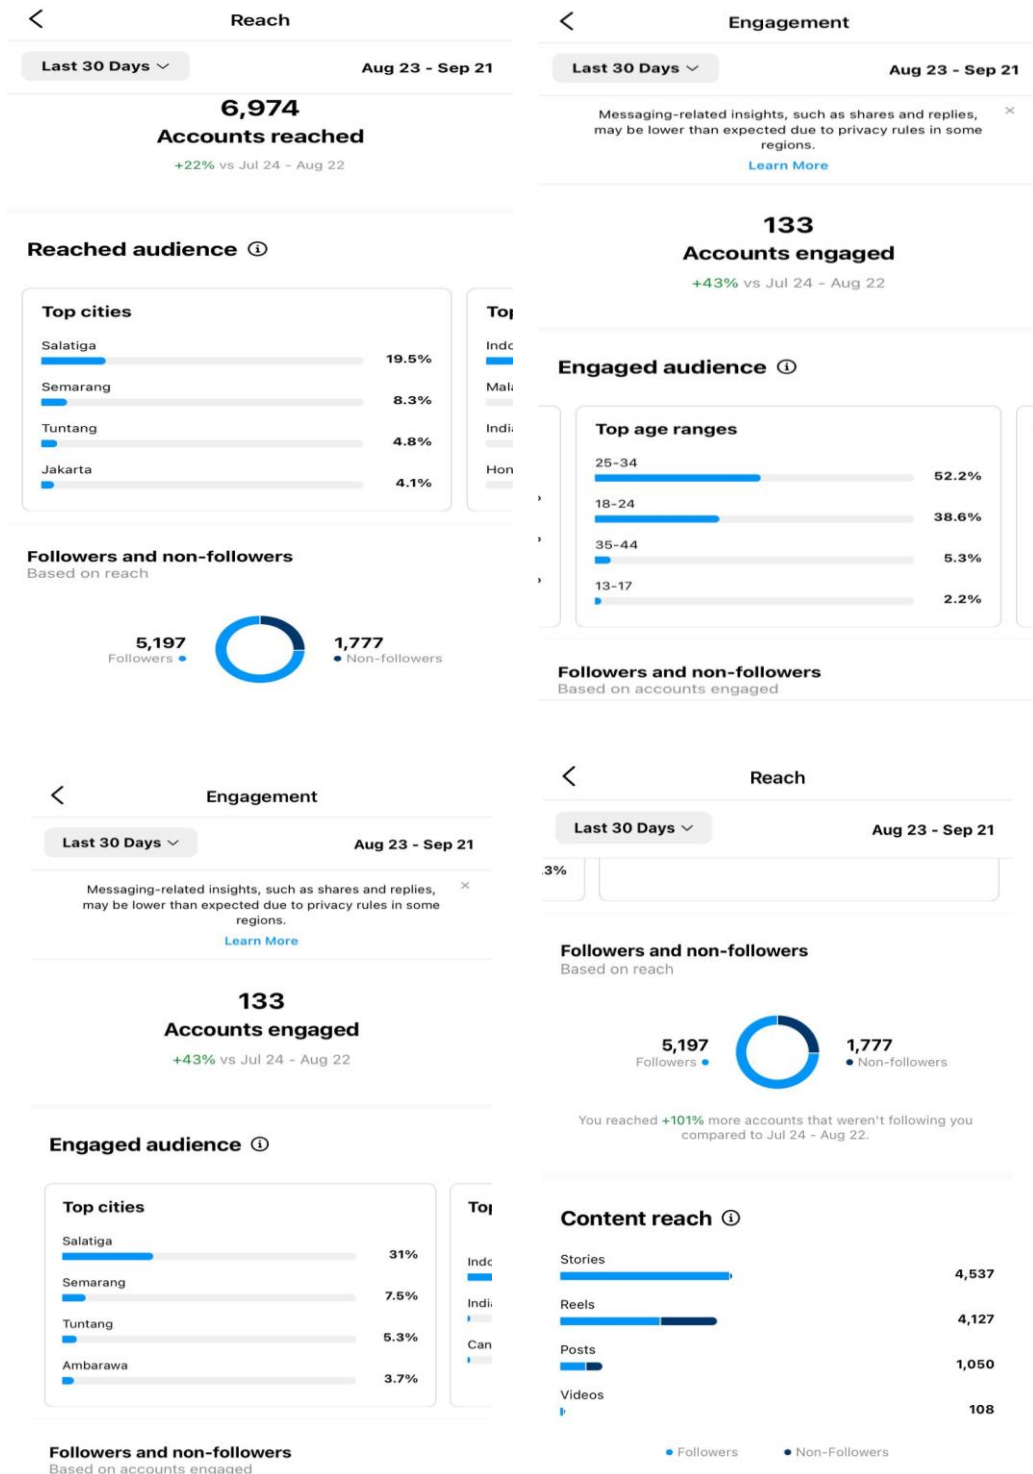 Reach
Last 30 Days
Aug 23 - Sep 21
6,974
Accounts reached
+22% vs Jul 24 - Aug 22
Reached audience
Top cities
Salatiga
19.5%
Semarang
8.3%
Tuntang
4.8%
Jakarta
4.1%
Followers and non-followers
Based on reach
5,197
Followers
1,777
Non-followers
Engagement
Last 30 Days
Aug 23 - Sep 21
Messaging-related insights, such as shares and replies,
may be lower than expected due to privacy rules in some
regions.
Learn More
133
Accounts engaged
+43% vs Jul 24 - Aug 22
Engaged audience
Top age ranges
25-34
52.2%
18-24
38.6%
35-44
5.3%
13-17
2.2%
Followers and non-followers
Based on accounts engaged
Engagement
Last 30 Days
Aug 23 - Sep 21
Messaging-related insights, such as shares and replies,
may be lower than expected due to privacy rules in some
regions.
Learn More
133
Accounts engaged
+43% vs Jul 24 - Aug 22
Engaged audience
Top cities
Salatiga
31%
Semarang
7.5%
Tuntang
5.3%
Ambarawa
3.7%
Followers and non-followers
Based on accounts engaged
Reach
Last 30 Days
Aug 23 - Sep 21
.3%
Followers and non-followers
Based on reach
5,197
Followers
1,777
Non-followers
You reached +101% more accounts that weren't following you
compared to Jul 24 - Aug 22.
Content reach
Stories
4,537
Reels
4,127
Posts
1,050
Videos
108
Followers
Non-Followers